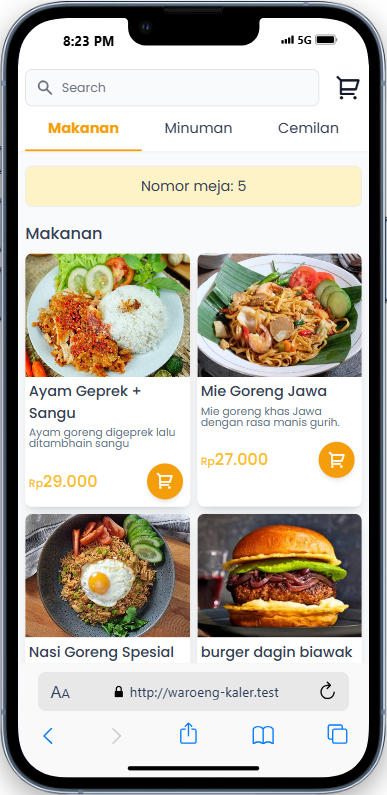 8:23 PM
5G
Search
Makanan
Minuman
Cemilan
Nomor meja: 5
Makanan
Ayam Geprek +
Sangu
Ayam goreng digeprek lalu
ditambhain sangu
Rp29.000
Mie Goreng Jawa
Mie goreng khas Jawa
dengan rasa manis gurih.
Rp27.000
Nasi Goreng Spesial
burger dagin biawak
AA
http://waroeng-kaler.test